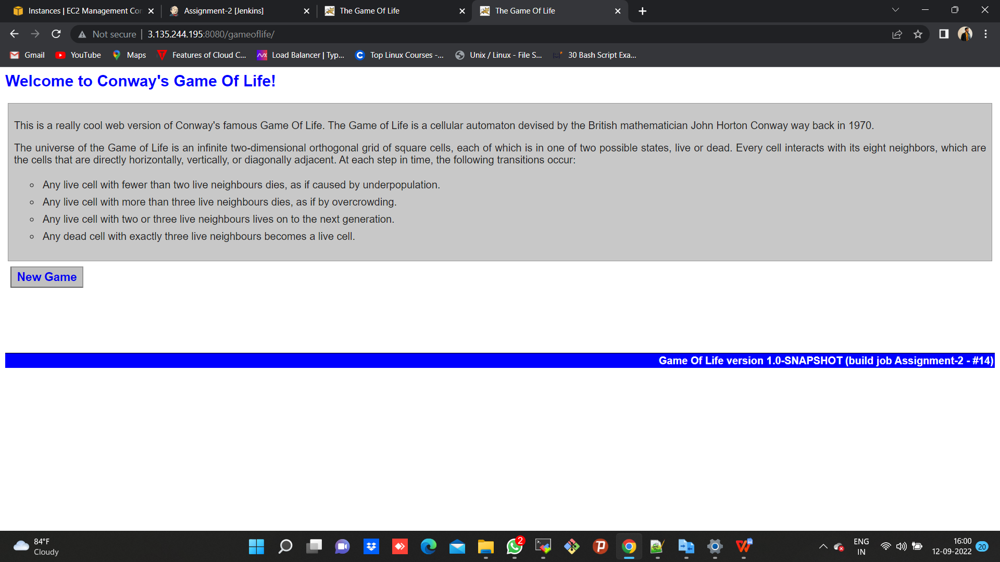 Instances | EC2 Management Con
Assignment-2 [Jenkins]
The Game Of Life
The Game Of Life
Not secure
3.135.244.195:8080/gameoflife/
Gmail
YouTube
Maps
Features of Cloud C...
Load Balancer | Typ...
Top Linux Courses -...
Unix / Linux - File S...
30 Bash Script Exa...
Welcome to Conway's Game Of Life!
This is a really cool web version of Conway's famous Game Of Life. The Game of Life is a cellular automaton devised by the British mathematician John Horton Conway way back in 1970.
The universe of the Game of Life is an infinite two-dimensional orthogonal grid of square cells, each of which is in one of two possible states, live or dead. Every cell interacts with its eight neighbors, which are
the cells that are directly horizontally, vertically, or diagonally adjacent. At each step in time, the following transitions occur:
Any live cell with fewer than two live neighbours dies, as if caused by underpopulation.
Any live cell with more than three live neighbours dies, as if by overcrowding.
Any live cell with two or three live neighbours lives on to the next generation.
Any dead cell with exactly three live neighbours becomes a live cell.
New Game
Game Of Life version 1.0-SNAPSHOT (build job Assignment-2 - #14)
84°F
Cloudy
2
ENG
IN
16:00
12-09-2022
20